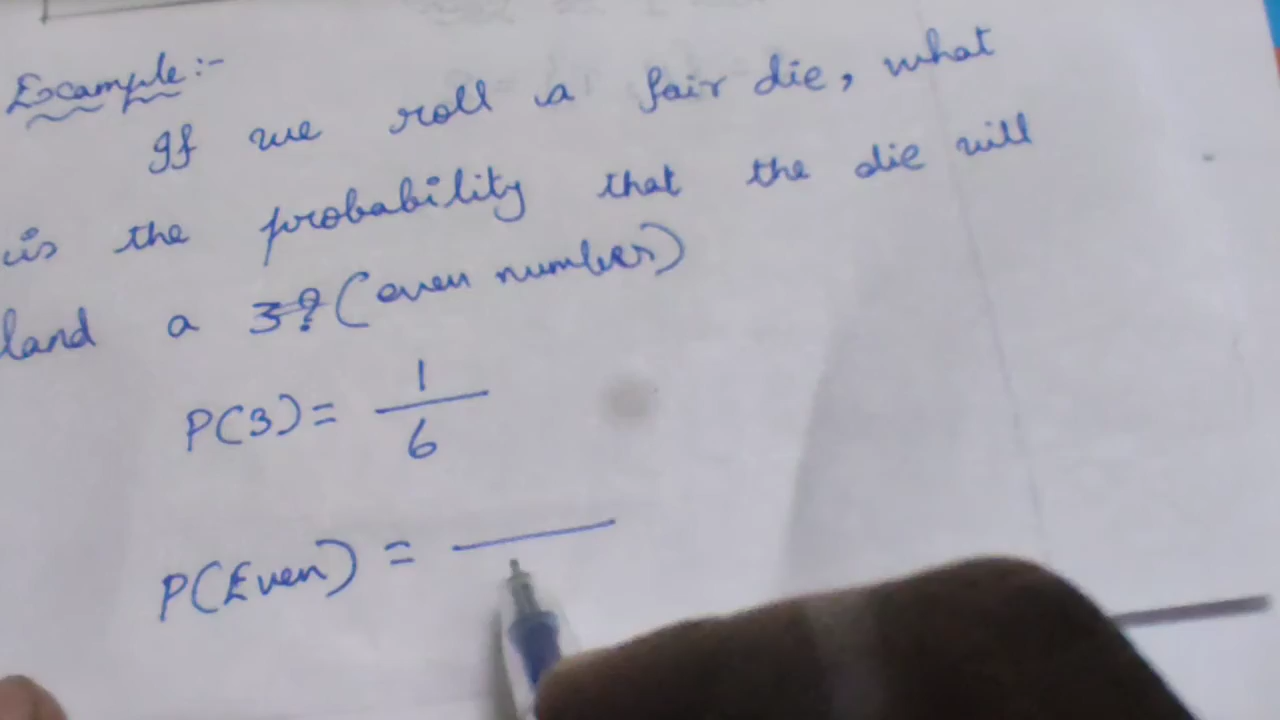 Example:-
If we roll a fair die, what
is the probability that the die will
land a 3? (even number)
P(3) = 1/6
P(Even) =